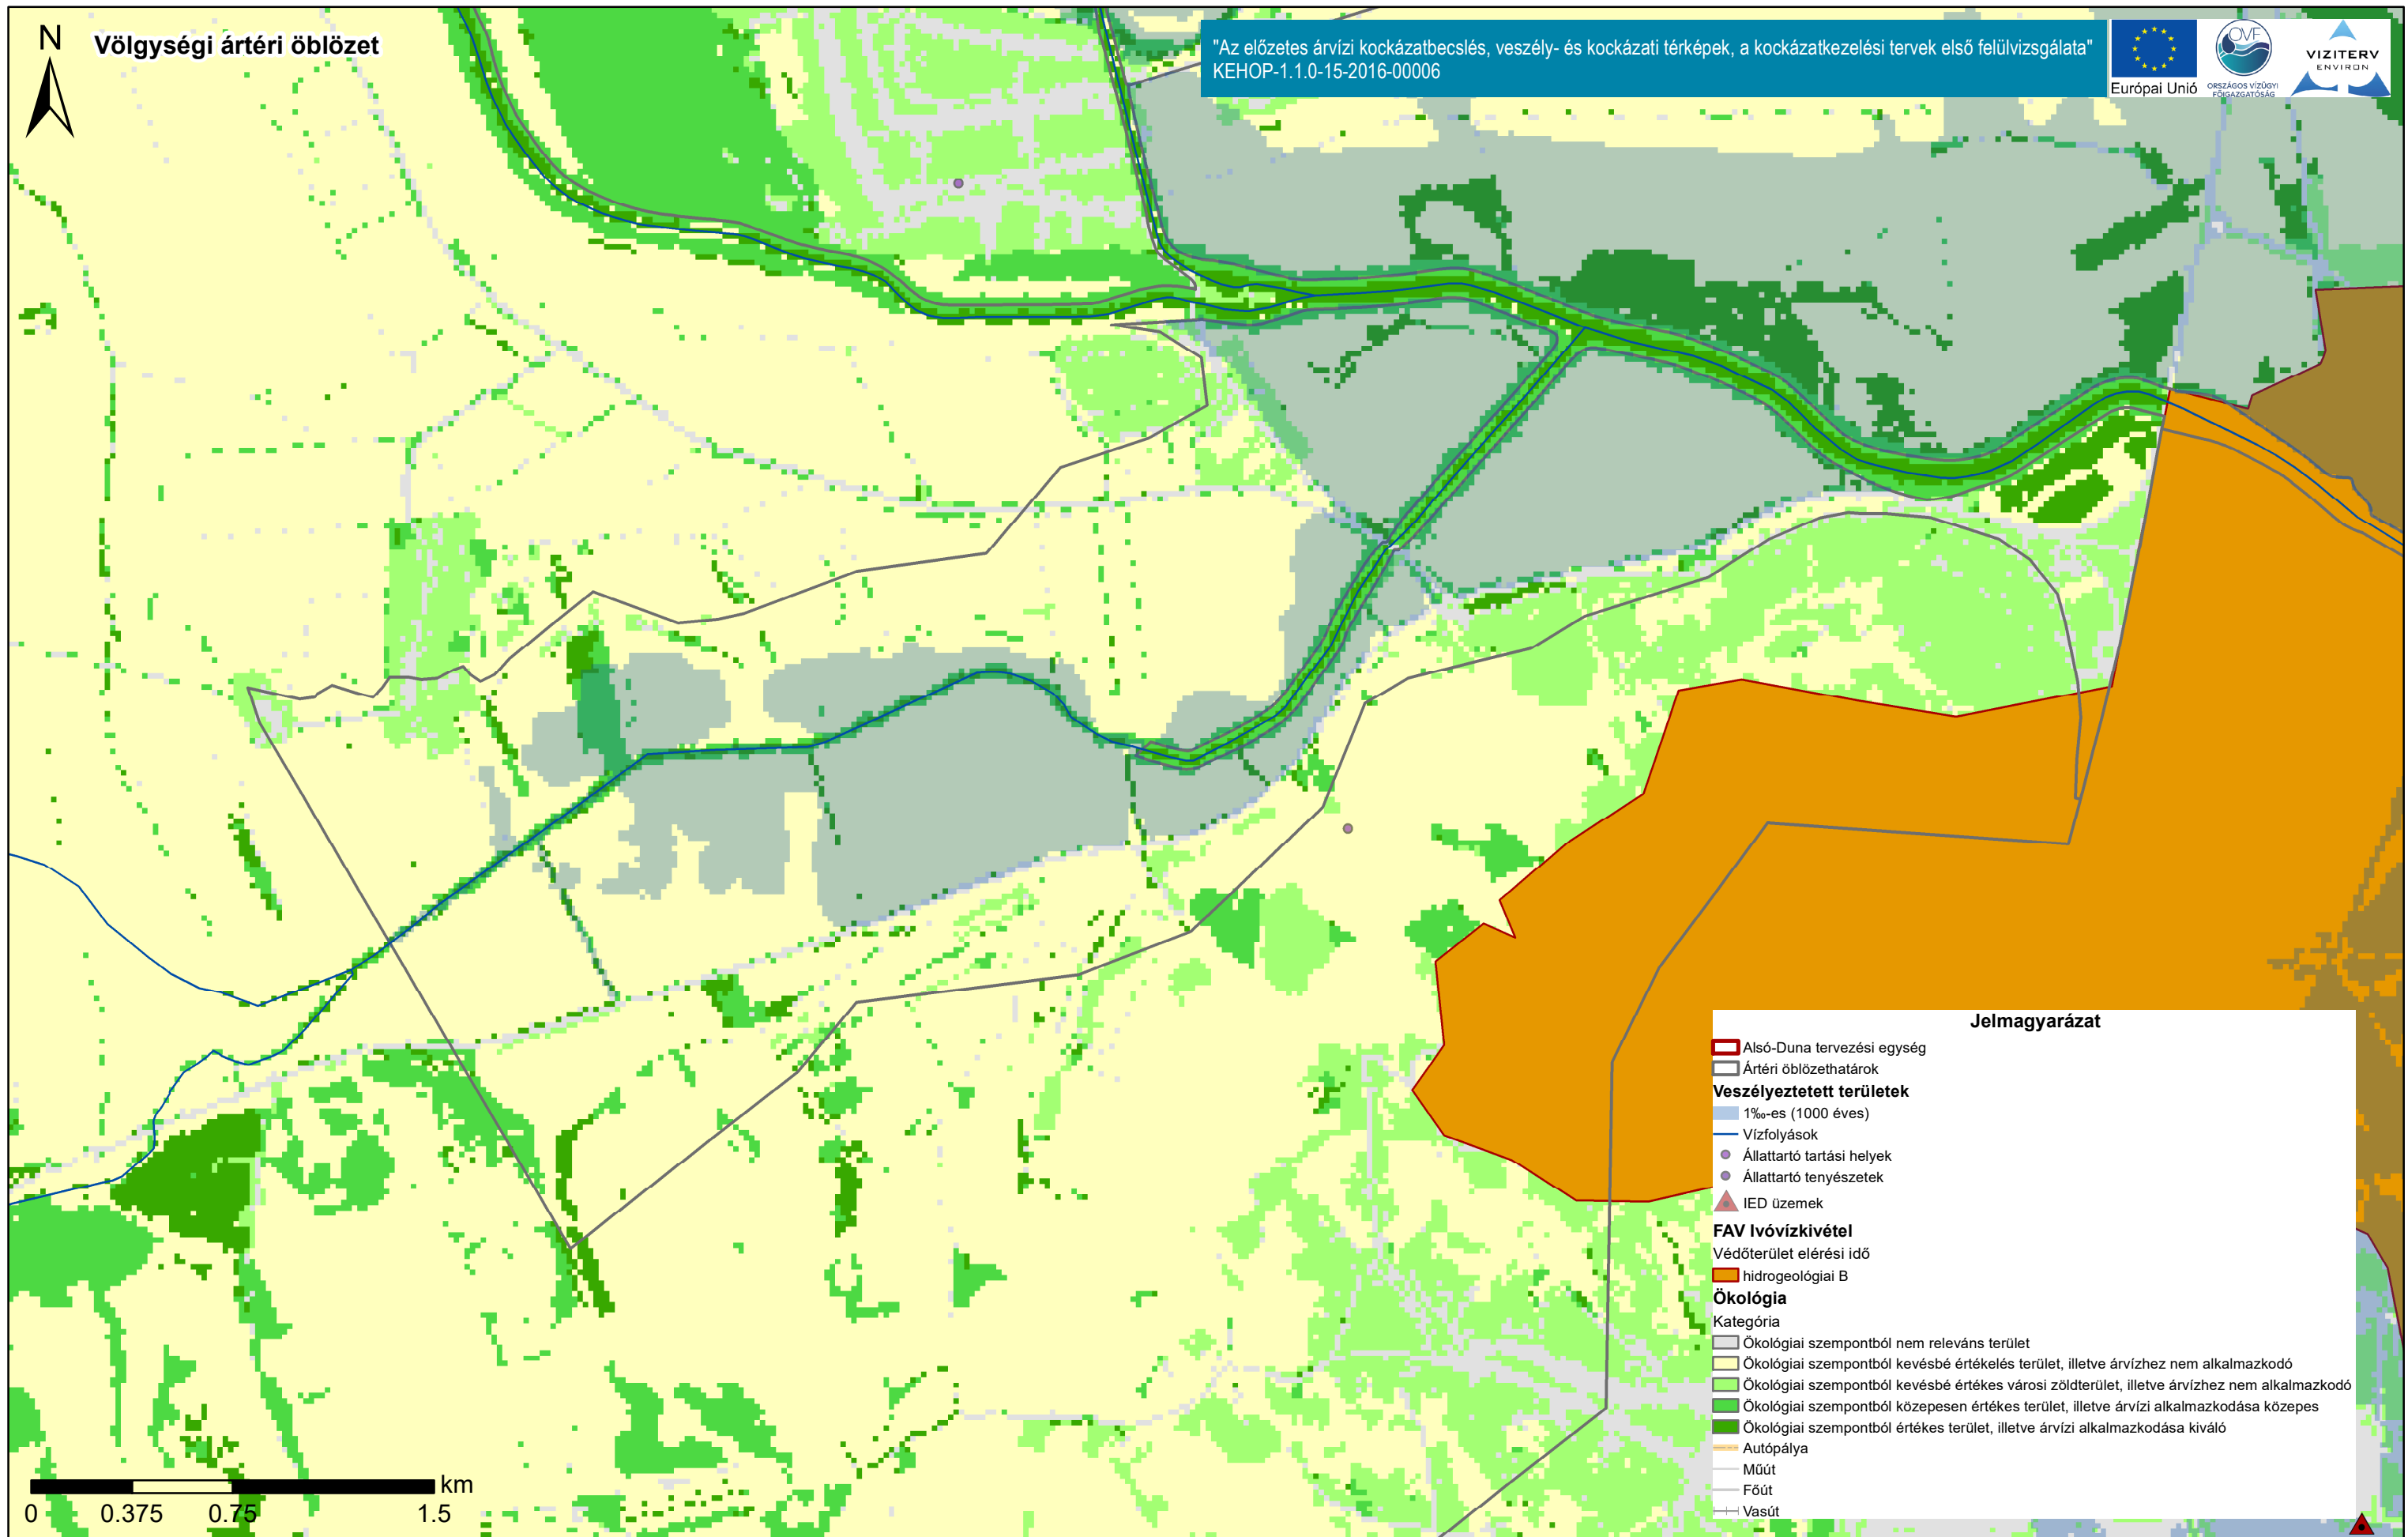 N
Völgységi ártéri öblözet
"Az előzetes árvízi kockázatbecslés, veszély- és kockázati térképek, a kockázatkezelési tervek első felülvizsgálata"
KEHOP-1.1.0-15-2016-00006
Európai Unió
OVF
ORSZÁGOS VÍZÜGYI
FŐIGAZGATÓSÁG
VIZITERV
ENVIRON
Jelmagyarázat
Alsó-Duna tervezési egység
Ártéri öblözethatárok
Veszélyeztetett területek
1‰-es (1000 éves)
Vízfolyások
Állattartó tartási helyek
Állattartó tenyészetek
IED üzemek
FAV Ivóvízkivétel
Védőterület elérési idő
hidrogeológiai B
Ökológia
Kategória
Ökológiai szempontból nem releváns terület
Ökológiai szempontból kevésbé értékelés terület, illetve árvízhez nem alkalmazkodó
Ökológiai szempontból kevésbé értékes városi zöldterület, illetve árvízhez nem alkalmazkodó
Ökológiai szempontból közepesen értékes terület, illetve árvízi alkalmazkodása közepes
Ökológiai szempontból értékes terület, illetve árvízi alkalmazkodása kiváló
Autópálya
Műút
Főút
Vasút
km
0 0.375 0.75 1.5